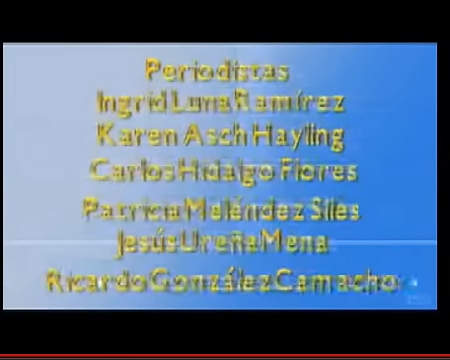 Periodistas
Ingrid Luna Ramírez
Karen Asch Hayling
Carlos Hidalgo Flores
Patricia Meléndez Siles
Jesús Ureña Mena
Ricardo González Camacho